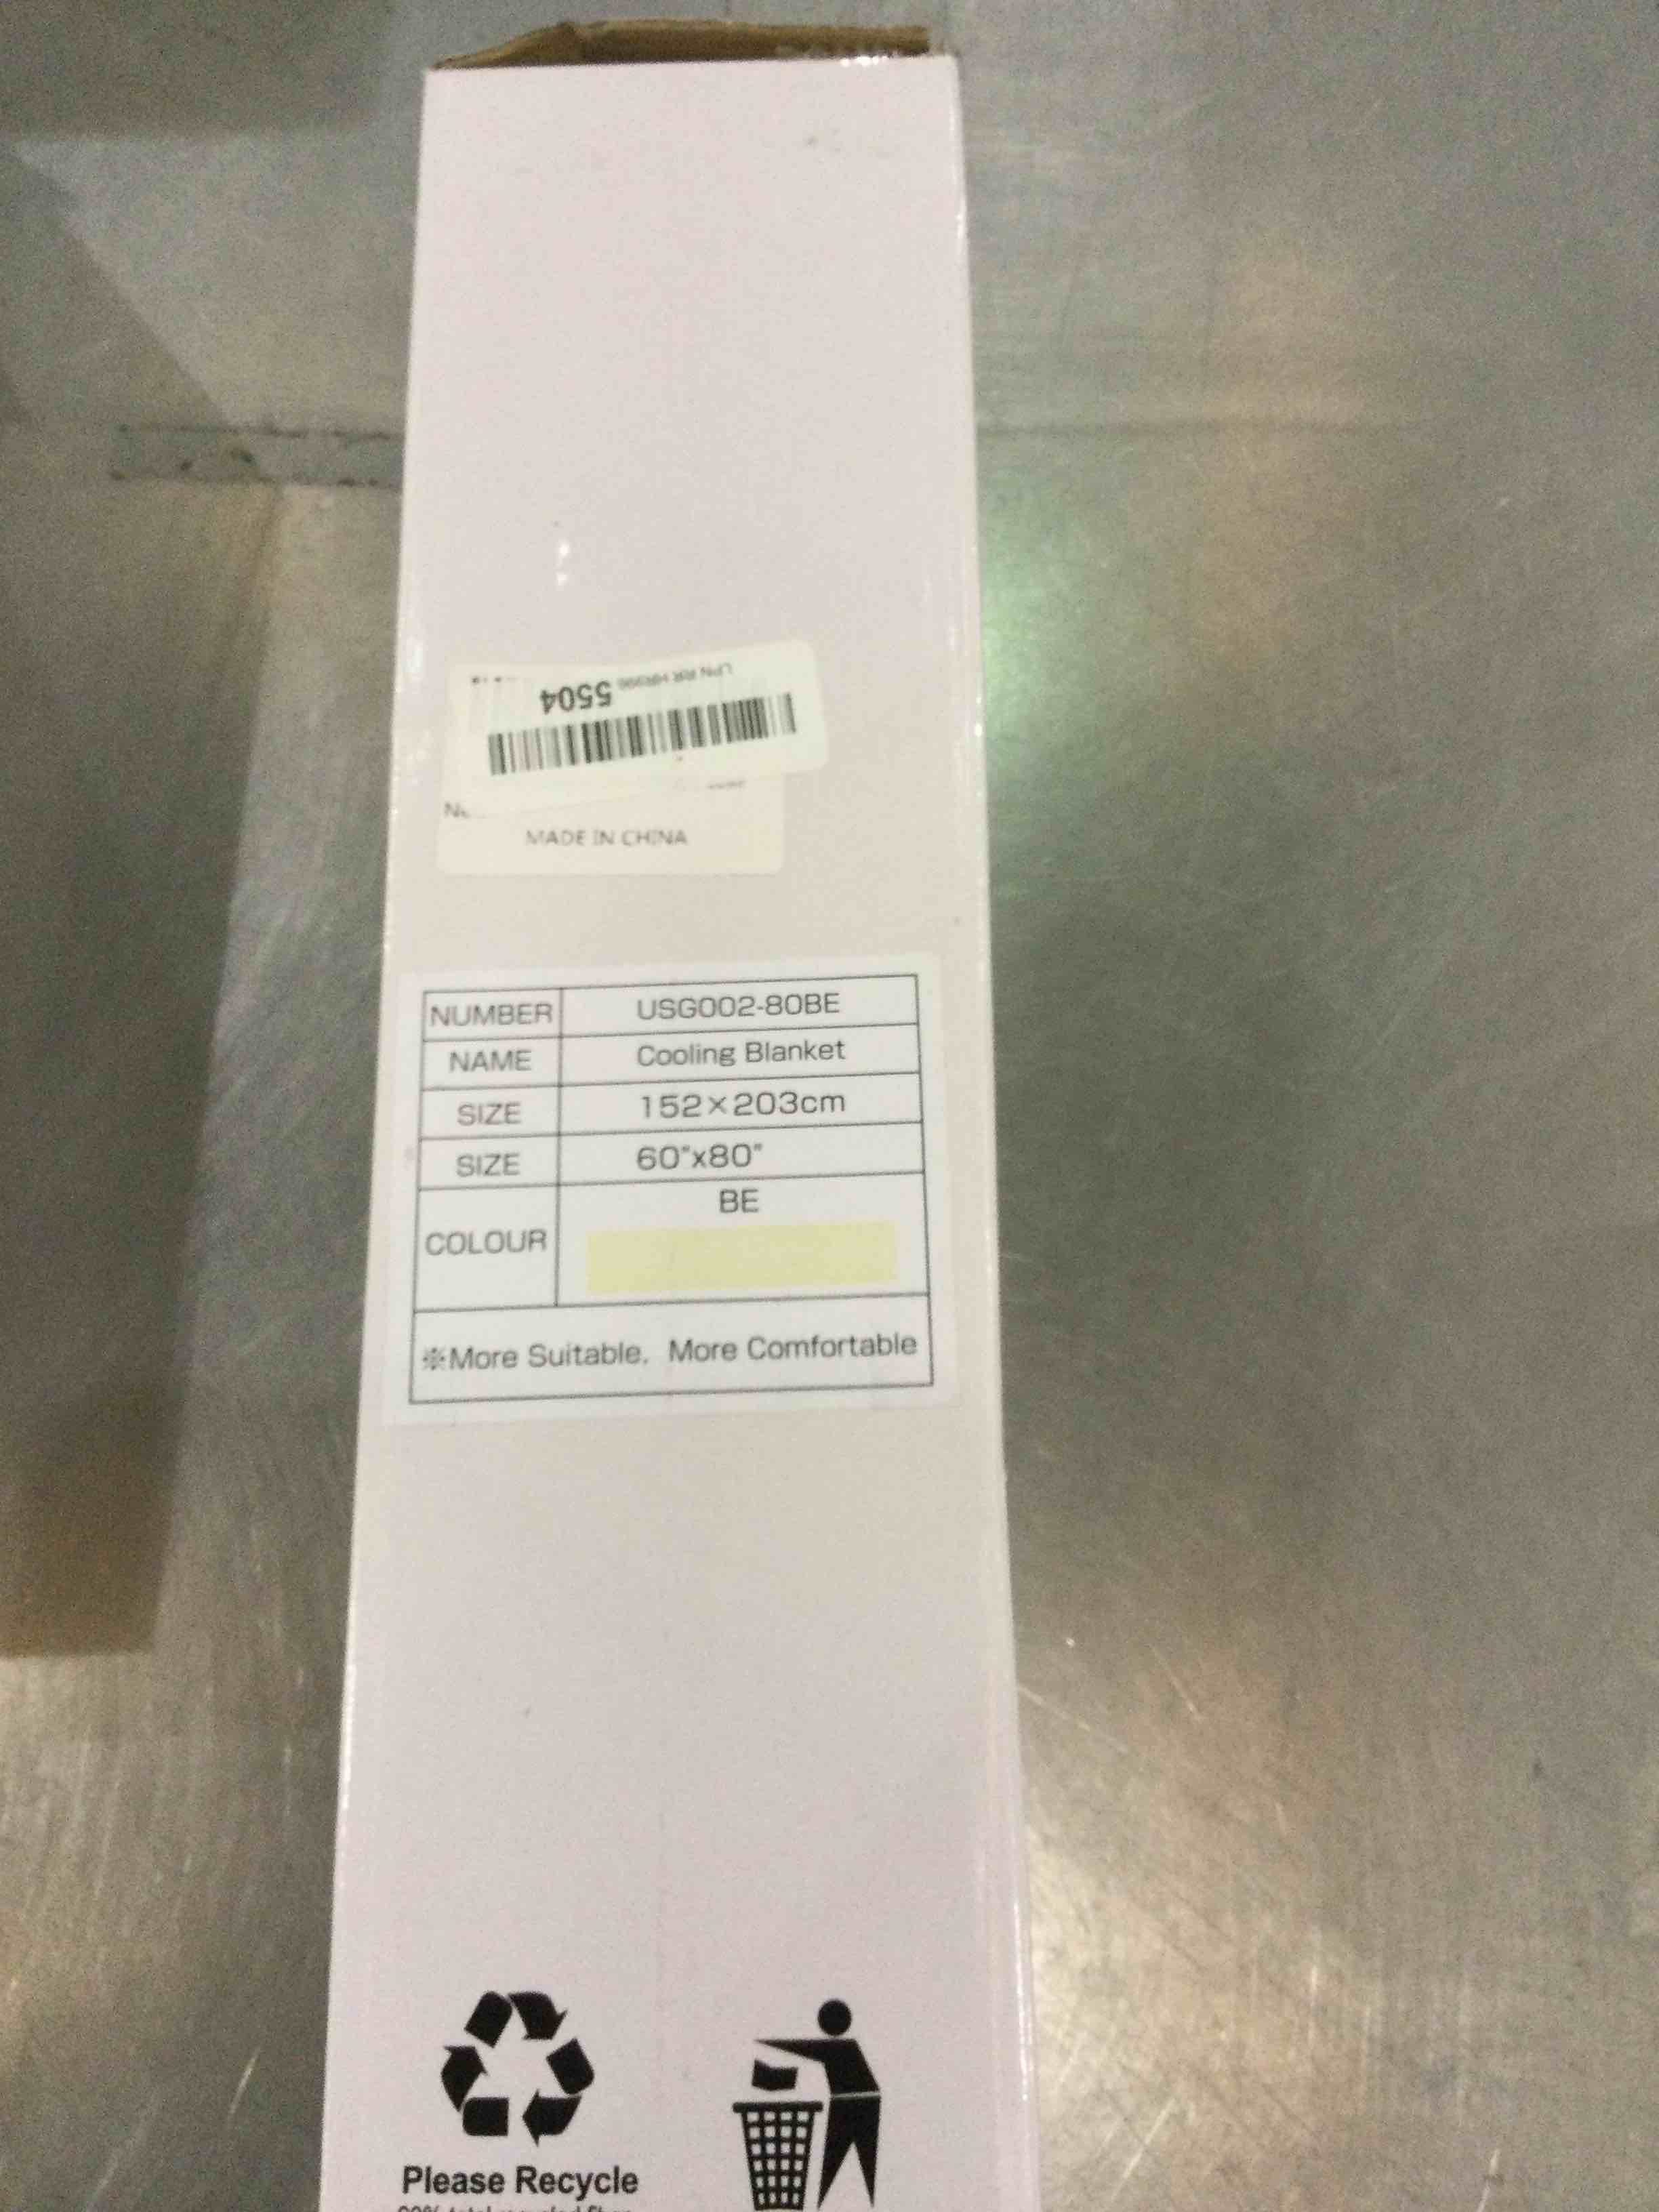 5504
MADE IN CHINA
NUMBER USG002-80BE
NAME Cooling Blanket
SIZE 152×203cm
SIZE 60"x80"
COLOUR BE
※More Suitable, More Comfortable
Please Recycle